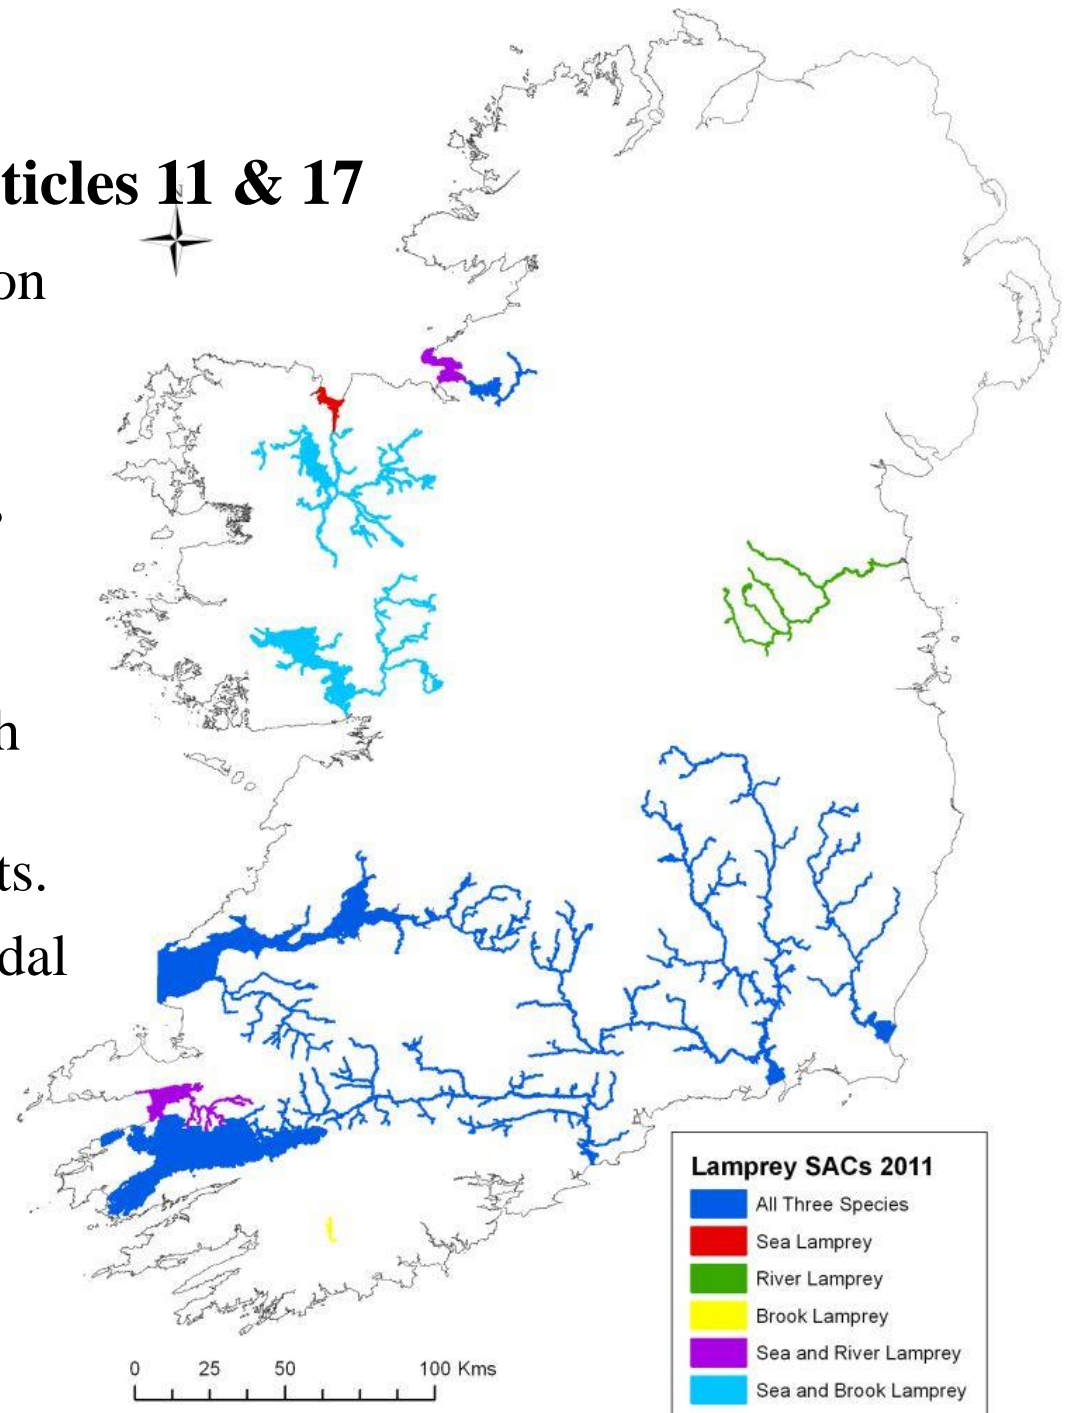 ticles 11 & 17
N
on
h
ts.
dal
Lamprey SACs 2011
All Three Species
Sea Lamprey
River Lamprey
Brook Lamprey
Sea and River Lamprey
Sea and Brook Lamprey
0 25 50 100 Kms